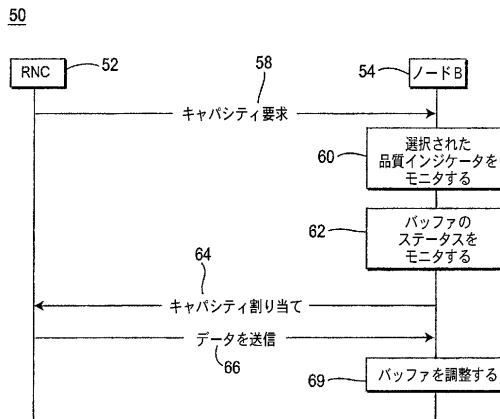 50
RNC
52
54
ノードB
58
キャパシティ要求
60
選択された
品質インジケータを
モニタする
62
バッファの
ステータスを
モニタする
64
キャパシティ割り当て
データを送信
66
69
バッファを調整する